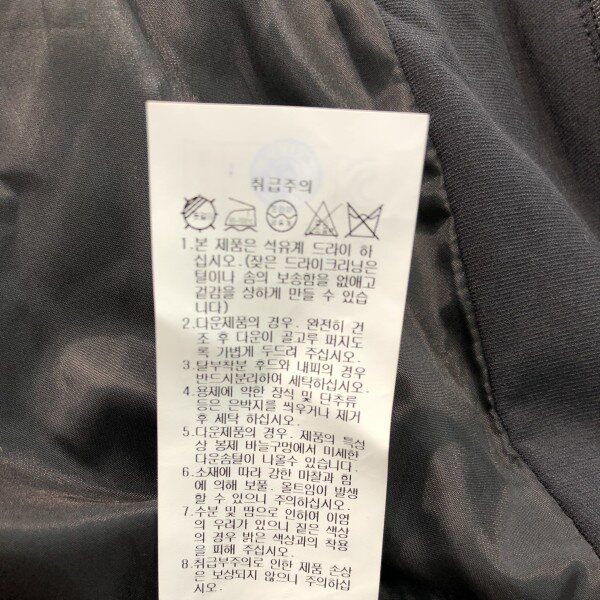 취급주의
1.본 제품은 석유계 드라이 하
십시오.(잦은 드라이크리닝은
털이나 솜의 보송함을 없애고
겉감을 상하게 만들 수 있습
니다)
2.다운제품의 경우. 완전히 건
조 후 다운이 골고루 퍼지도
록 가볍게 두드려 주십시오.
3.탈부착분 후드와 내피의 경우
반드시분리하여 세탁하십시오.
4.용제에 약한 장식 및 단추류
등은 은박지를 씌우거나 제거
후 세탁 하십시오.
5.다운제품의 경우. 제품의 특성
상 봉제 바늘구멍에서 미세한
다운솜털이 나올수 있습니다.
6.소재에 따라 강한 마찰과 힘
에 의해 보풀. 올트임이 발생
할 수 있으니 주의하십시오.
7.수분 및 땀으로 인하여 이염
의 우려가 있으니 짙은 색상
의 경우 밝은 색상과의 착용
을 피해 주십시오.
8.취급부주의로 인한 제품 손상
은 보상되지 않으니 주의하십
시오.